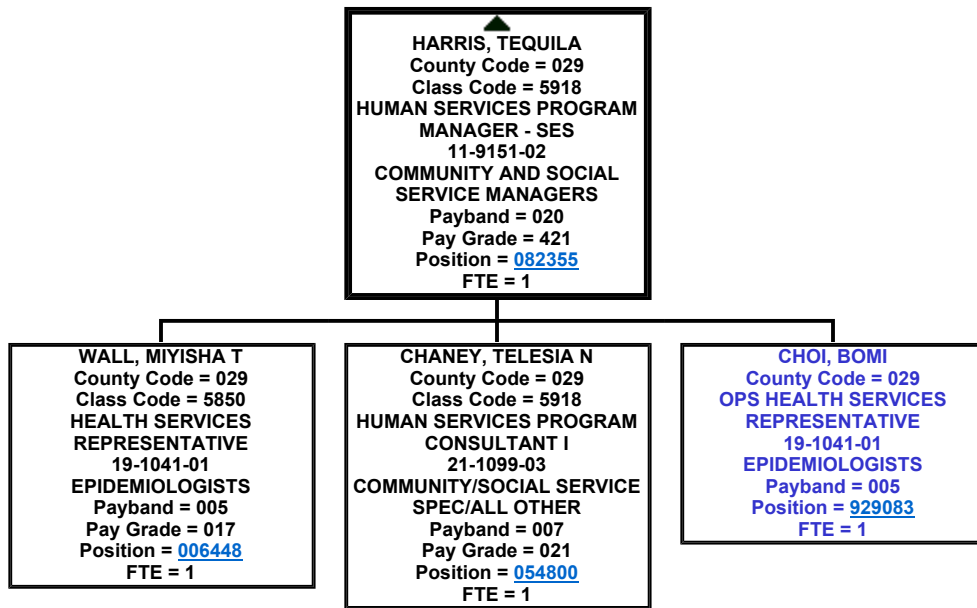 HARRIS, TEQUILA
County Code = 029
Class Code = 5918
HUMAN SERVICES PROGRAM
MANAGER - SES
11-9151-02
COMMUNITY AND SOCIAL
SERVICE MANAGERS
Payband = 020
Pay Grade = 421
Position = 082355
FTE = 1
WALL, MIYISHA T
County Code = 029
Class Code = 5850
HEALTH SERVICES
REPRESENTATIVE
19-1041-01
EPIDEMIOLOGISTS
Payband = 005
Pay Grade = 017
Position = 006448
FTE = 1
CHANEY, TELESIA N
County Code = 029
Class Code = 5918
HUMAN SERVICES PROGRAM
CONSULTANT I
21-1099-03
COMMUNITY/SOCIAL SERVICE
SPEC/ALL OTHER
Payband = 007
Pay Grade = 021
Position = 054800
FTE = 1
CHOI, BOMI
County Code = 029
OPS HEALTH SERVICES
REPRESENTATIVE
19-1041-01
EPIDEMIOLOGISTS
Payband = 005
Position = 929083
FTE = 1